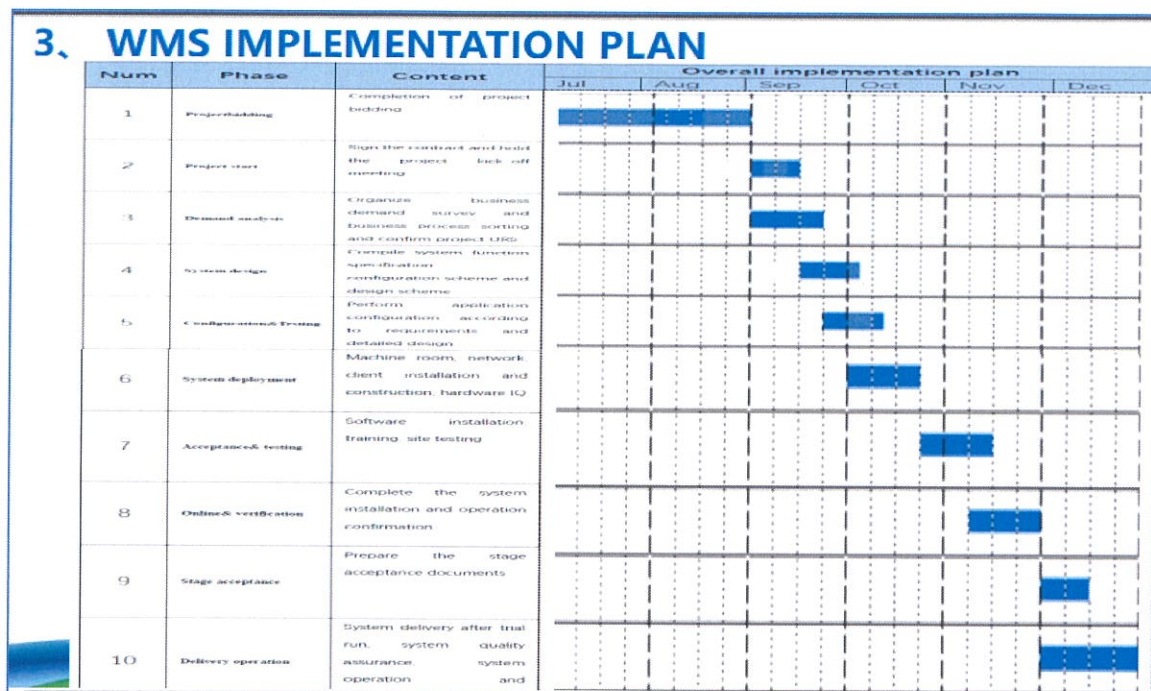 3、 WMS IMPLEMENTATION PLAN
Num Phase Content Overall implementation plan
Jul Aug Sep Oct Nov Dec
1 Projectbidding Completion of project
bidding
2 Project start Sign the contract and hold
the project kick-off
meeting
3 Demand analysis Organize business
demand survey and
business process sorting
and confirm project URS
4 System design Compile system function
specification
configuration scheme and
design scheme
5 Configuration&Testing Perform application
configuration according
to requirements and
detailed design
6 System deployment Machine room, network,
client installation and
construction, hardware IQ
7 Acceptance& testing Software installation
training, site testing
8 Online& verification Complete the system
installation and operation
confirmation
9 Stage acceptance Prepare the stage
acceptance documents
10 Delivery operation System delivery after trial
run, system quality
assurance, system
operation and